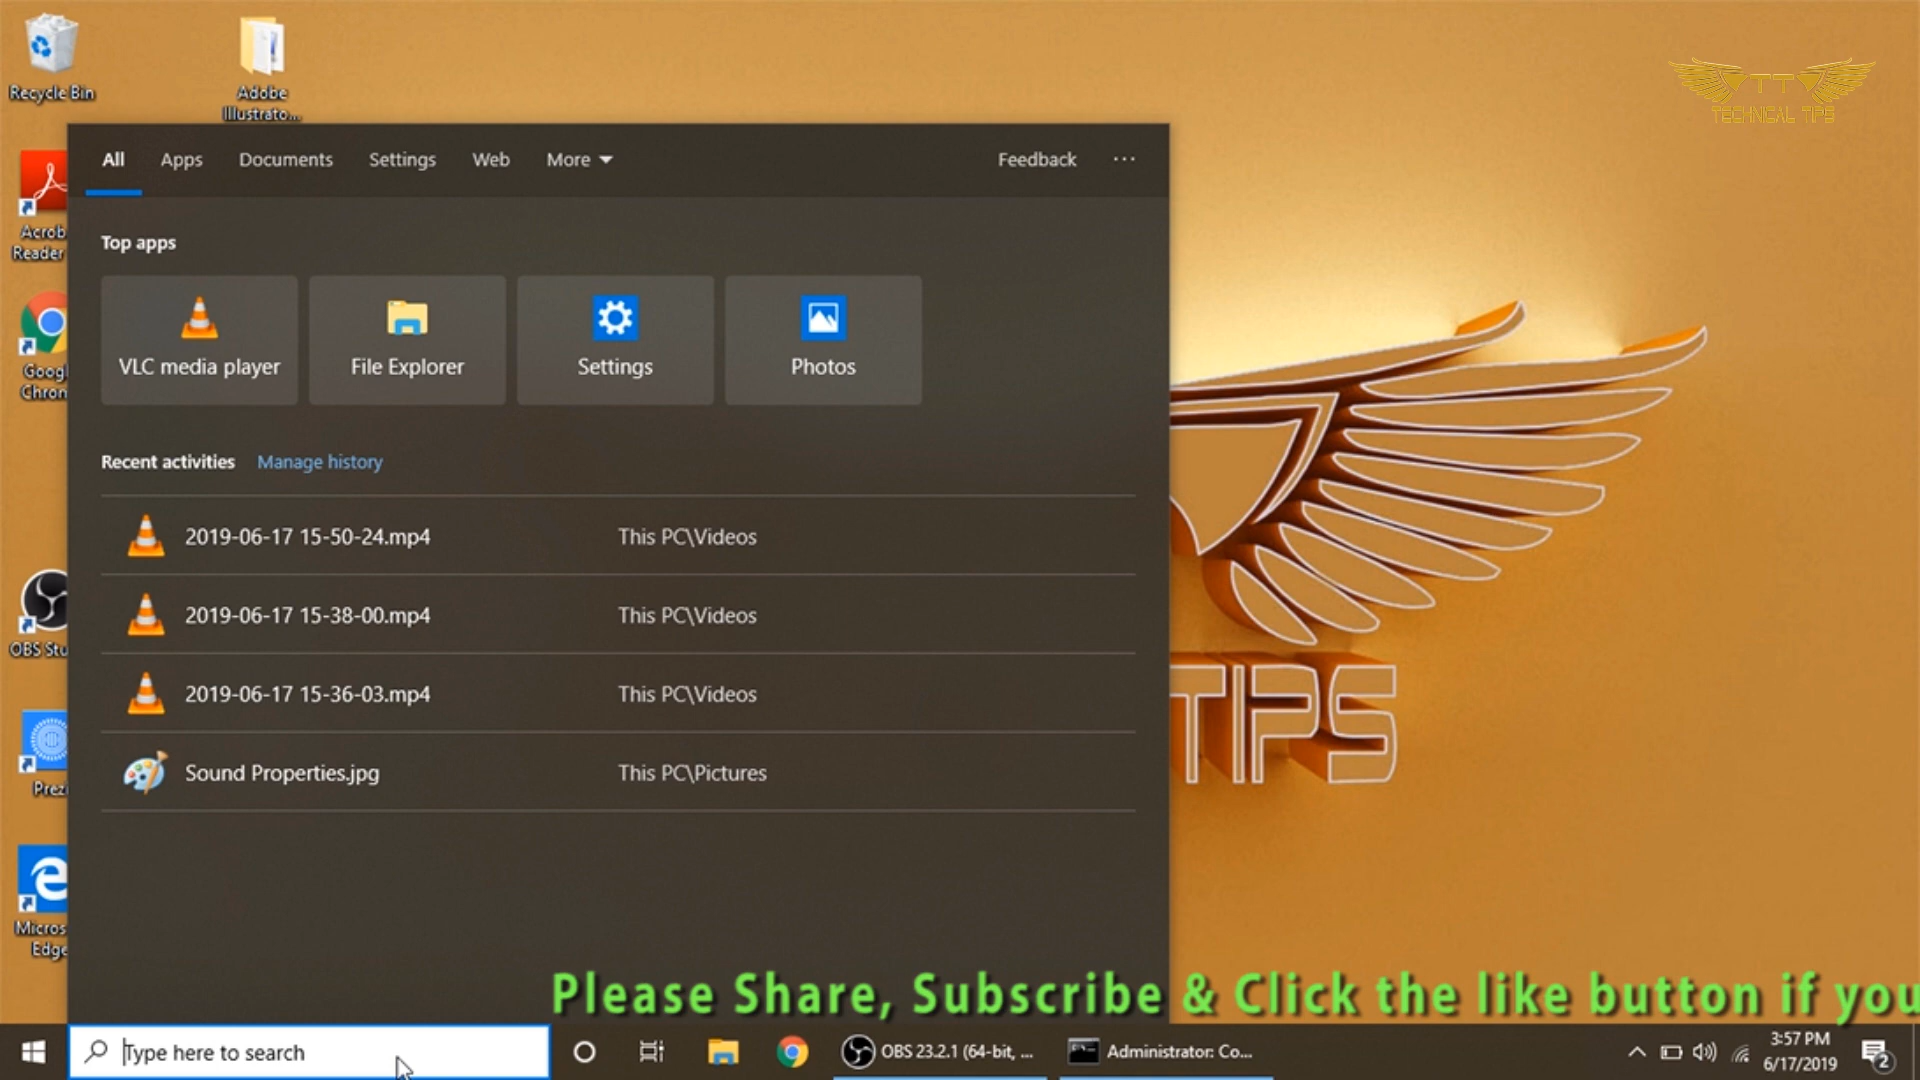 Recycle Bin
Adobe
Illustrato...
TT
TECHNICAL TIPS
All Apps Documents Settings Web More Feedback ...
Acrob
Reader
Top apps
VLC media player File Explorer Settings Photos
Googl
Chrom
Recent activities Manage history
2019-06-17 15-50-24.mp4 This PC\Videos
2019-06-17 15-38-00.mp4 This PC\Videos
OBS Stu
2019-06-17 15-36-03.mp4 This PC\Videos
TIPS
Sound Properties.jpg This PC\Pictures
Prezi
Micros
Edge
Please Share, Subscribe & Click the like button if you
Type here to search
OBS 23.2.1 (64-bit, ...
Administrator: Co...
3:57 PM
6/17/2019
2